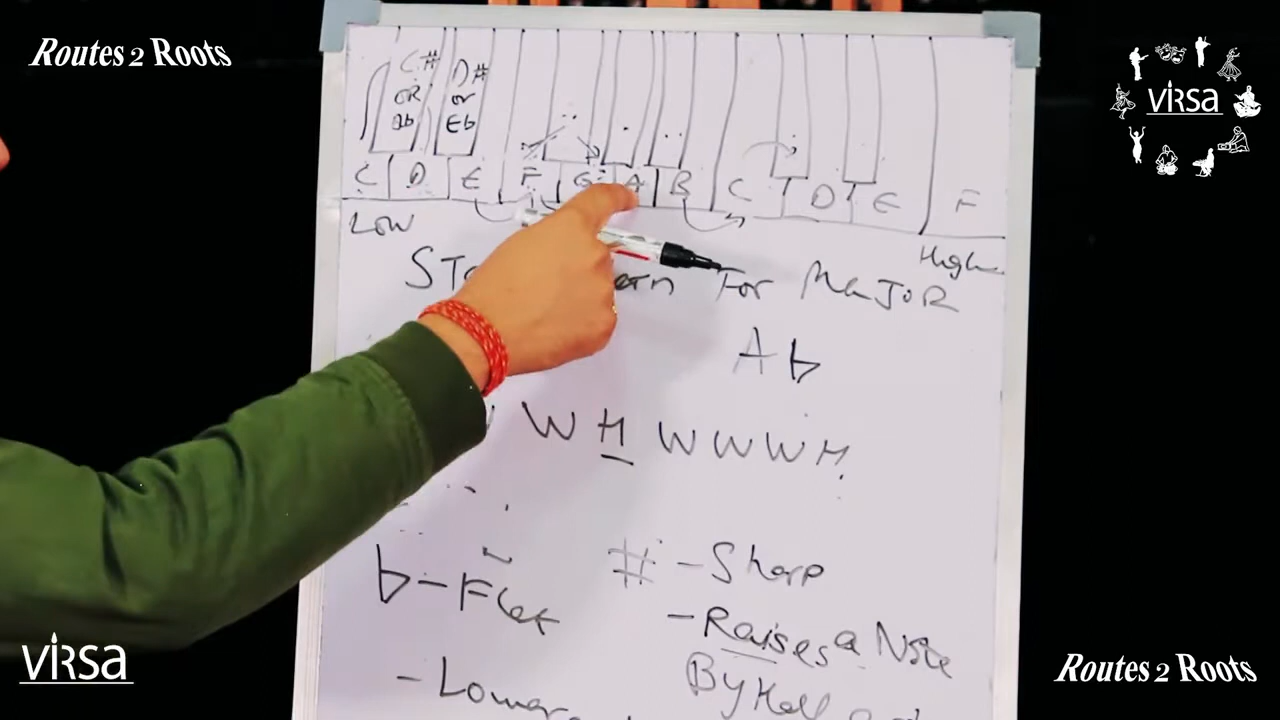 Routes 2 Roots
VIRSA
C# D#
OR or
Eb
C D E F G A B C D E F
Low
High
For MAJOR
Ab
W H W W W H
b - Flat
# - Sharp
- Raises a Note
By Half
- Lower
VIRSA
Routes 2 Roots